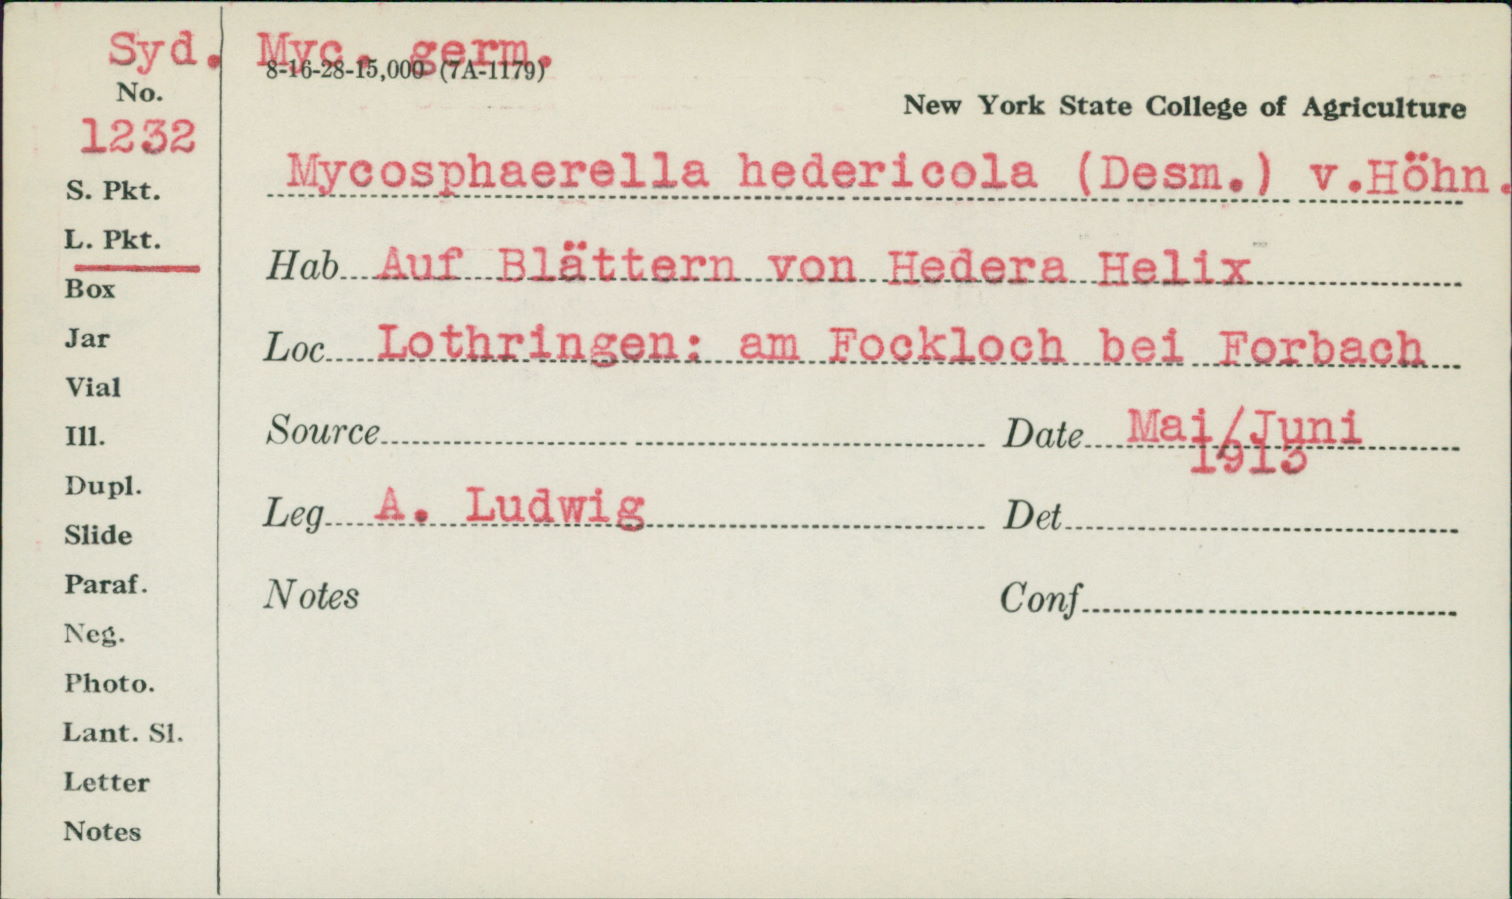 Syd. Myc. germ.
8-16-28-15,000 (7A-1179)
No.
1232
New York State College of Agriculture
Mycosphaerella hedericola (Desm.) v.Höhn.
S. Pkt.
L. Pkt.
Hab. Auf Blättern von Hedera Helix
Box
Jar
Loc. Lothringen: am Fockloch bei Forbach
Vial
Ill.
Source
Date Mai/Juni
1913
Dupl.
Slide
Leg. A. Ludwig
Det.
Paraf.
Notes
Conf.
Neg.
Photo.
Lant. Sl.
Letter
Notes